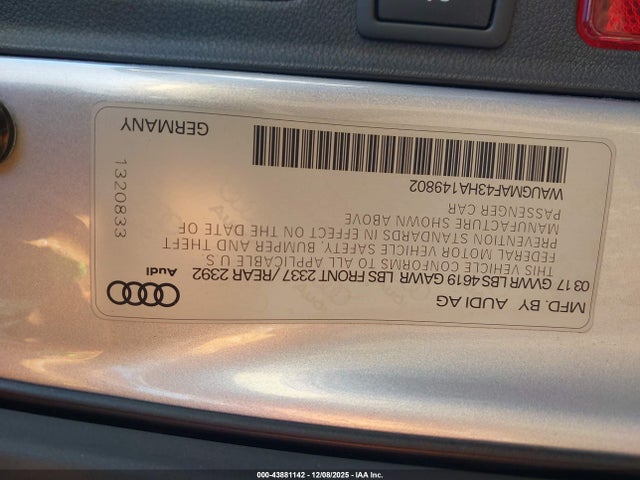 MFD. BY AUDI AG
03 17 GVWR LBS 4619 GAWR LBS FRONT 2337 / REAR 2392
THIS VEHICLE CONFORMS TO ALL APPLICABLE U S.
FEDERAL MOTOR VEHICLE SAFETY, BUMPER AND THEFT
PREVENTION STANDARDS IN EFFECT ON THE DATE OF
MANUFACTURE SHOWN ABOVE
PASSENGER CAR
WAUGMAF43HA149802
Audi
1320833
GERMANY
000-43881142 - 12/08/2025 - IAA Inc.